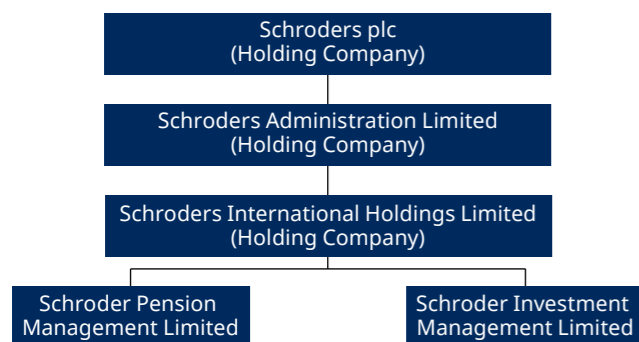 Schroders plc
(Holding Company)
Schroders Administration Limited
(Holding Company)
Schroders International Holdings Limited
(Holding Company)
Schroder Pension
Management Limited
Schroder Investment
Management Limited